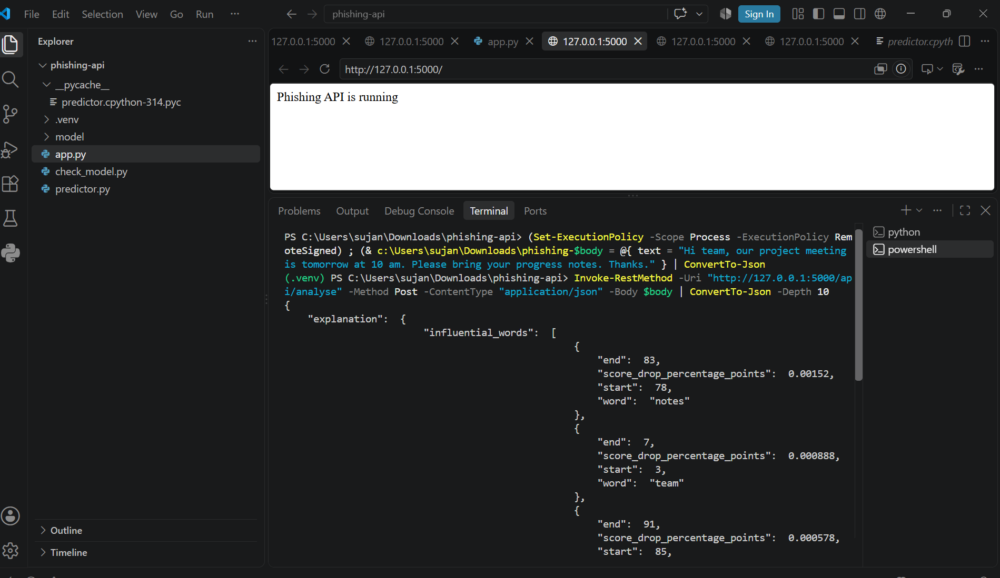 File Edit Selection View Go Run ··· phishing-api Sign In
Explorer ···
phishing-api
__pycache__
predictor.cpython-314.pyc
.venv
model
app.py
check_model.py
predictor.py
Outline
Timeline
127.0.0.1:5000 127.0.0.1:5000 app.py 127.0.0.1:5000 127.0.0.1:5000 127.0.0.1:5000 predictor.cpyth ···
http://127.0.0.1:5000/
Phishing API is running
Problems Output Debug Console Terminal Ports
PS C:\Users\sujan\Downloads\phishing-api> (Set-ExecutionPolicy -Scope Process -ExecutionPolicy Rem
oteSigned) ; (& c:\Users\sujan\Downloads\phishing-$body = @{ text = "Hi team, our project meeting
is tomorrow at 10 am. Please bring your progress notes. Thanks." } | ConvertTo-Json
(.venv) PS C:\Users\sujan\Downloads\phishing-api> Invoke-RestMethod -Uri "http://127.0.0.1:5000/ap
i/analyse" -Method Post -ContentType "application/json" -Body $body | ConvertTo-Json -Depth 10
{
"explanation": {
"influential_words": [
{
"end": 83,
"score_drop_percentage_points": 0.00152,
"start": 78,
"word": "notes"
},
{
"end": 7,
"score_drop_percentage_points": 0.000888,
"start": 3,
"word": "team"
},
{
"end": 91,
"score_drop_percentage_points": 0.000578,
"start": 85,
python
powershell